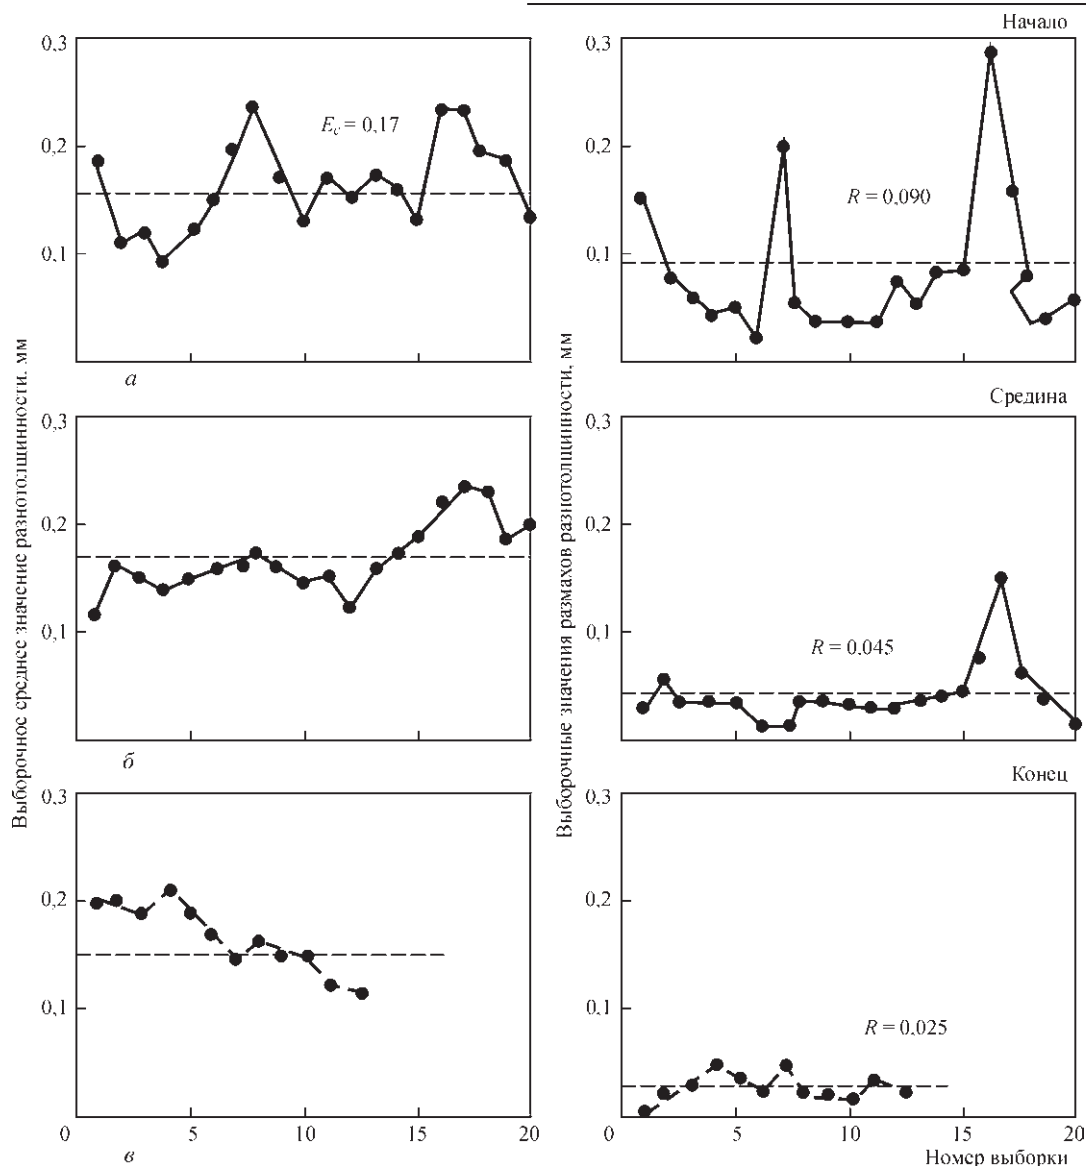 Начало
0,3
0,2
0,1
E_c = 0,17
а
0,3
0,2
0,1
R = 0,090
Средина
0,3
0,2
0,1
б
0,3
0,2
0,1
R = 0,045
Конец
0,3
0,2
0,1
0 5 10 15 20
в
0,3
0,2
0,1
R = 0,025
0 5 10 15 20
Номер выборки
Выборочное среднее значение разнотолщинности, мм
Выборочные значения размахов разнотолщинности, мм